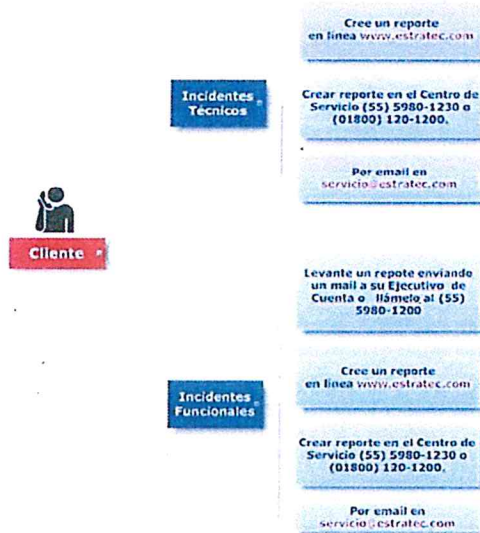 Cree un reporte
en línea www.estratec.com
Incidentes
Técnicos
Crear reporte en el Centro de
Servicio (55) 5980-1230 o
(01800) 120-1200.
Por email en
servicio@estratec.com
Cliente
Levante un repote enviando
un mail a su Ejecutivo de
Cuenta o llámelo al (55)
5980-1200
Incidentes
Funcionales
Cree un reporte
en línea www.estratec.com
Crear reporte en el Centro de
Servicio (55) 5980-1230 o
(01800) 120-1200.
Por email en
servicio@estratec.com